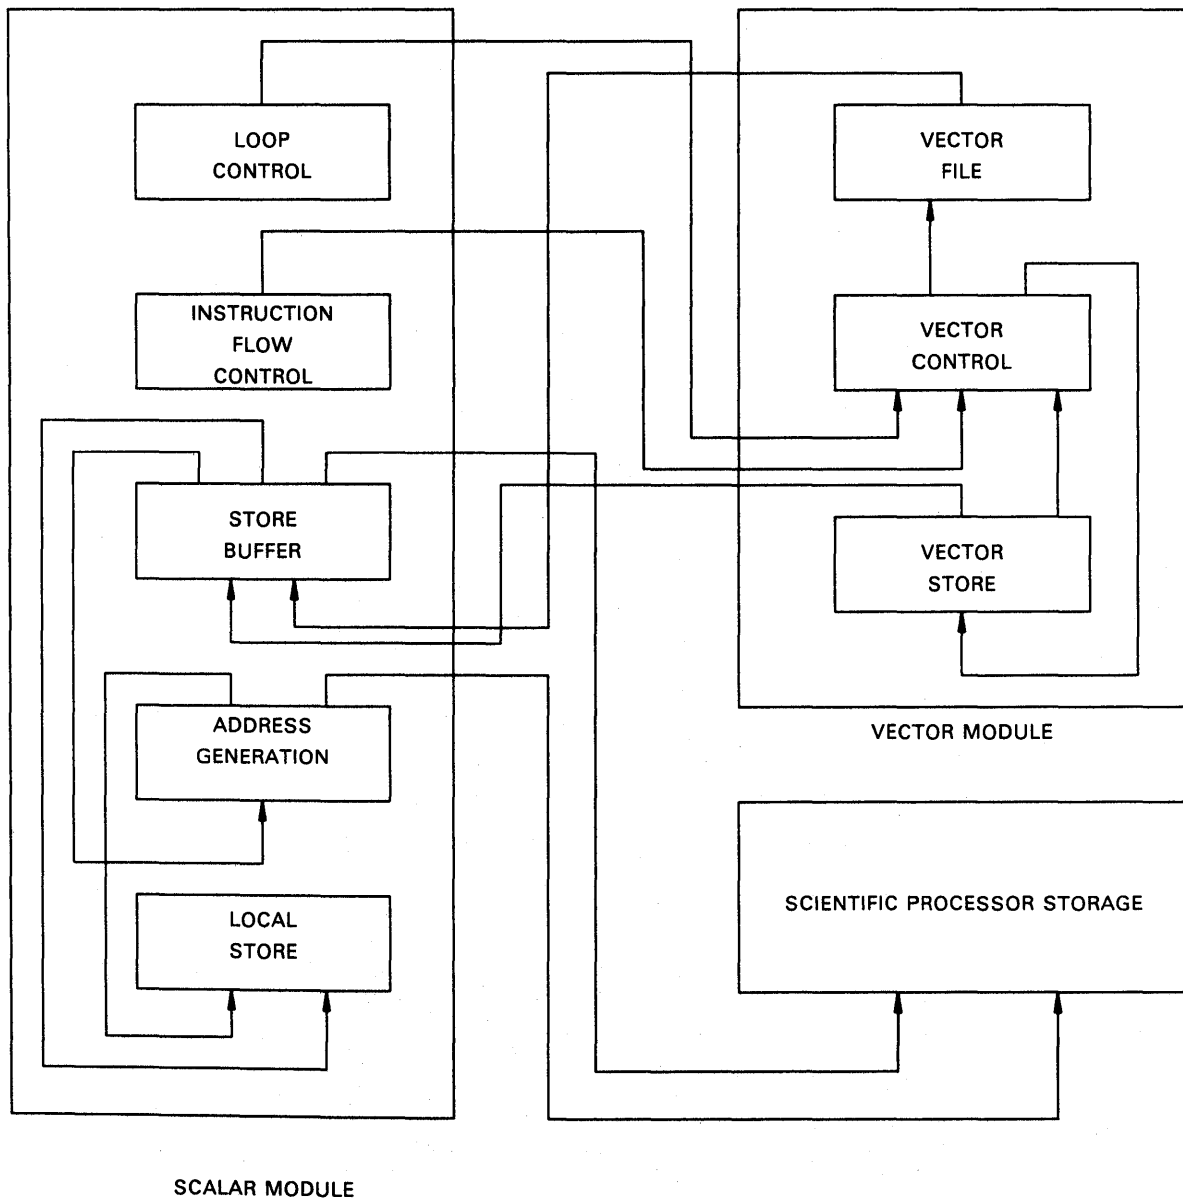 LOOP
CONTROL
INSTRUCTION
FLOW
CONTROL
STORE
BUFFER
ADDRESS
GENERATION
LOCAL
STORE
SCALAR MODULE
VECTOR
FILE
VECTOR
CONTROL
VECTOR
STORE
VECTOR MODULE
SCIENTIFIC PROCESSOR STORAGE